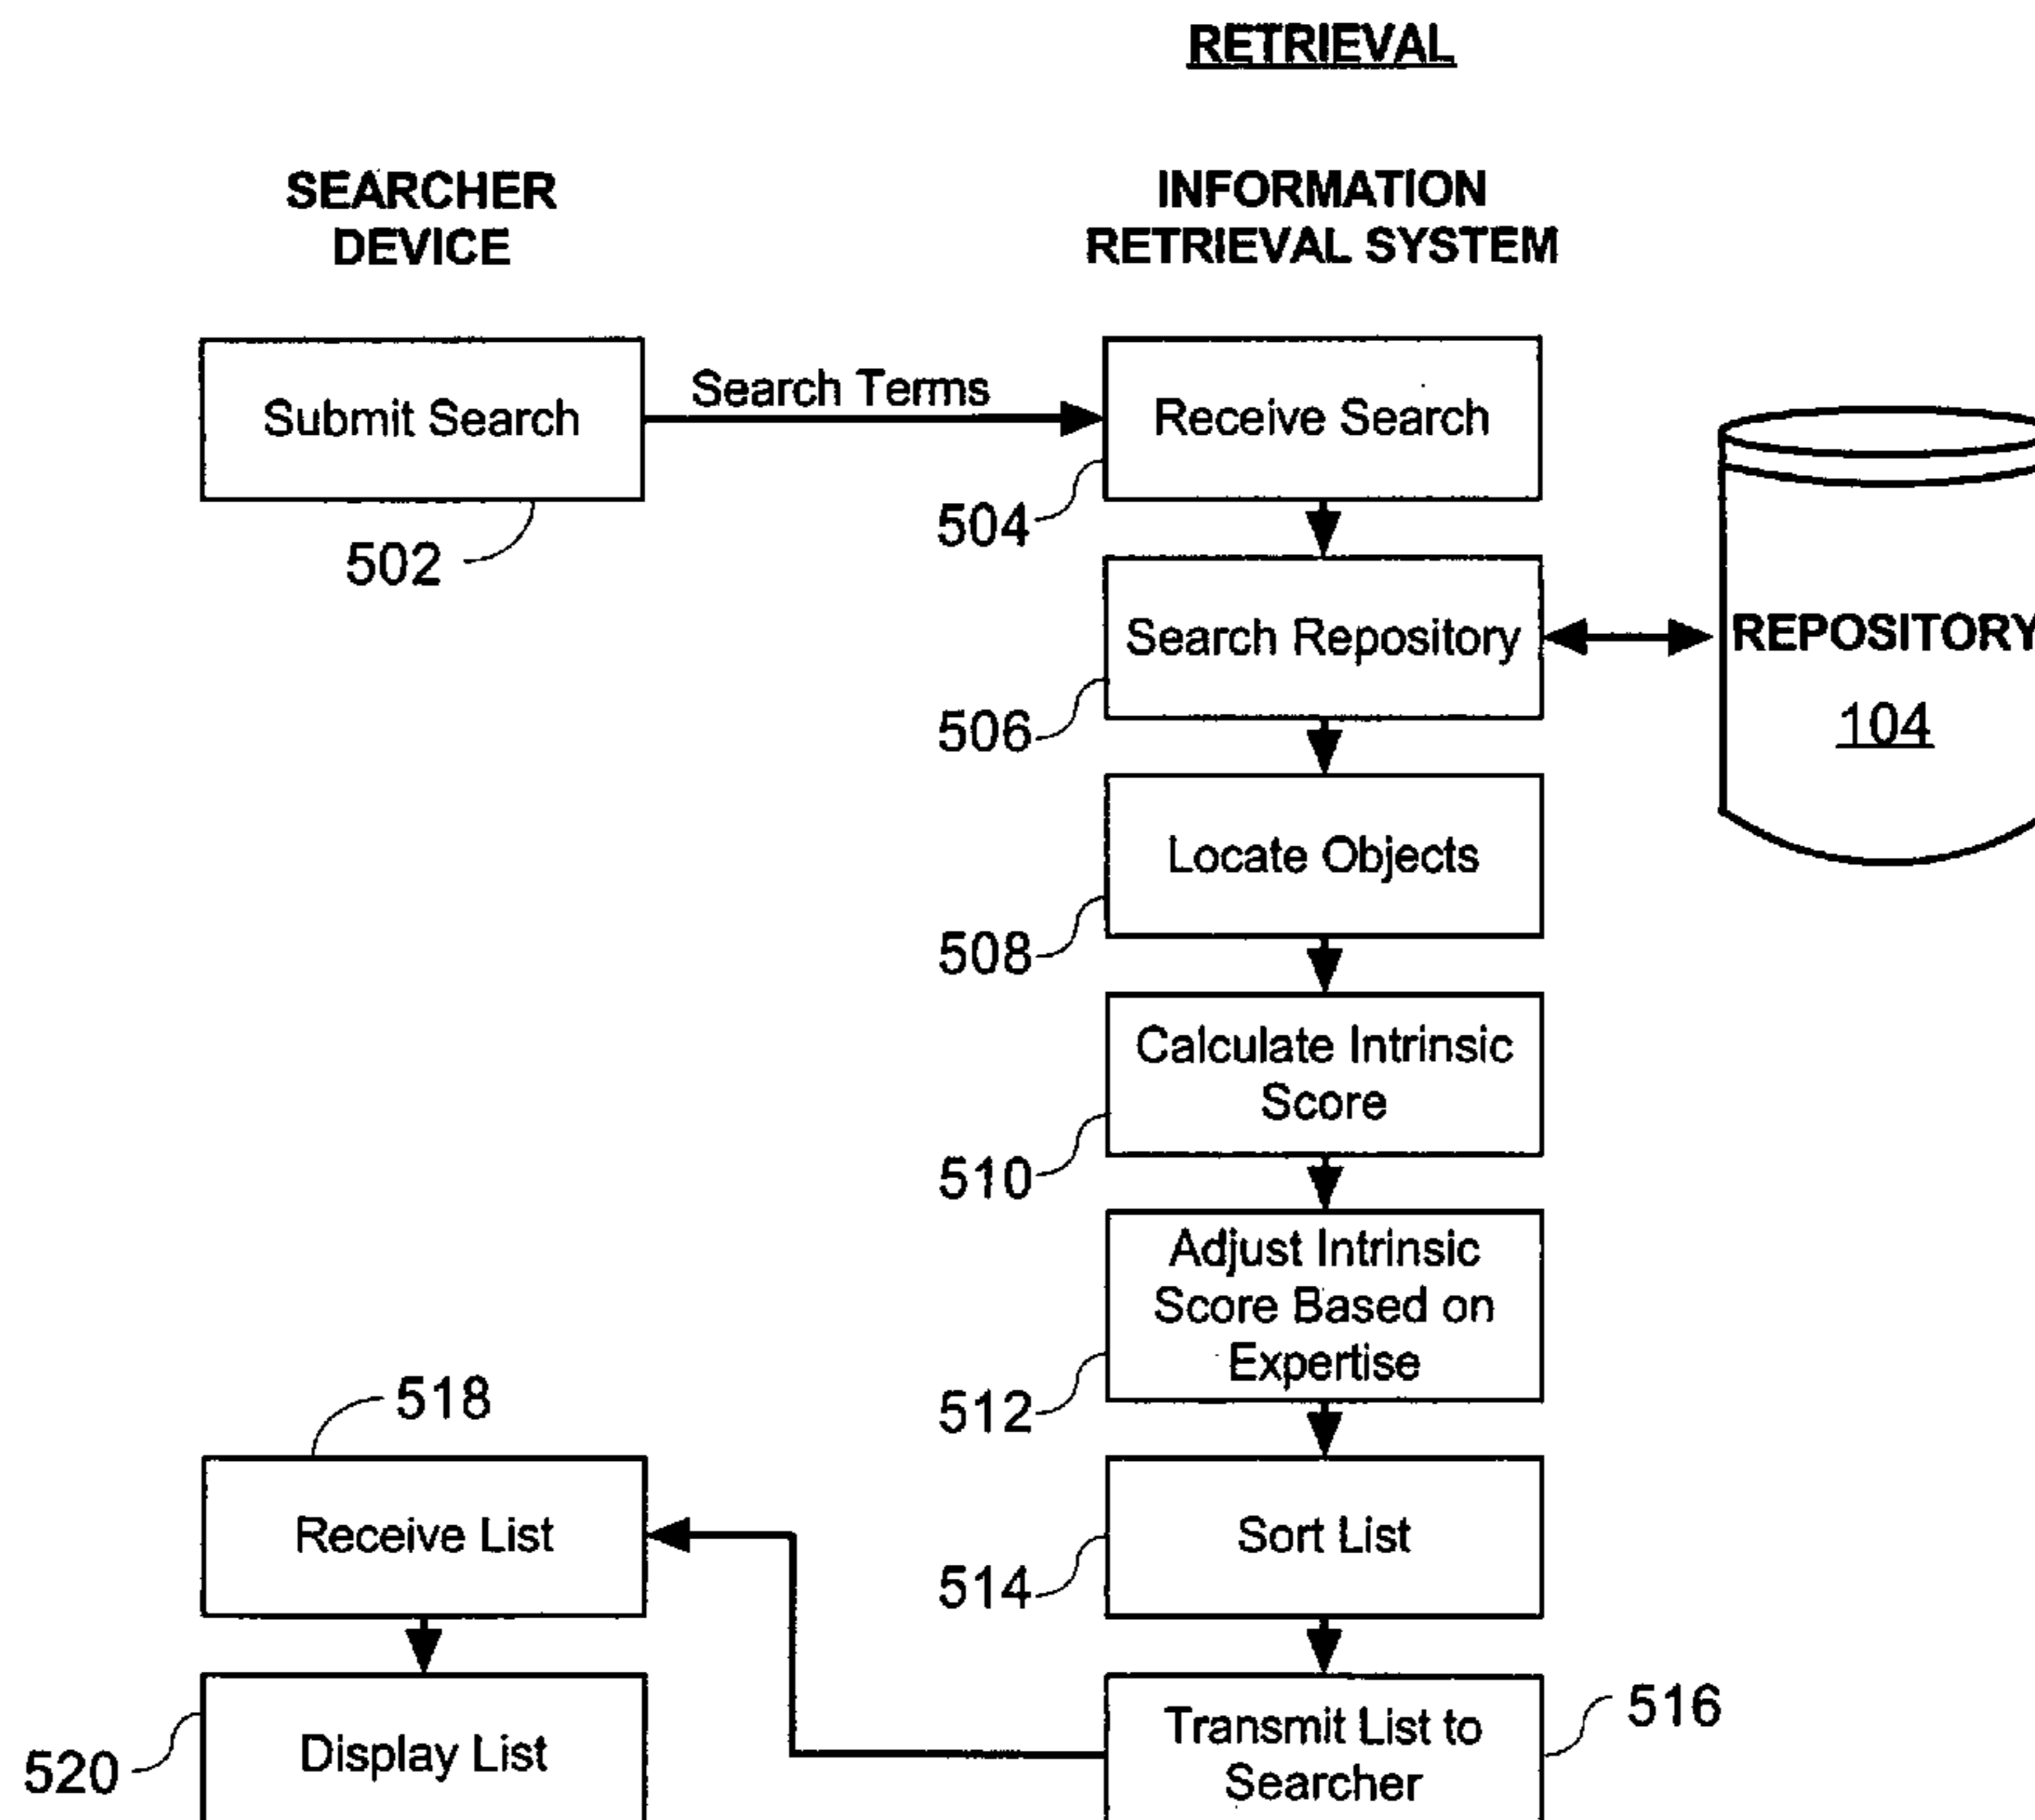 RETRIEVAL
SEARCHER
DEVICE
INFORMATION
RETRIEVAL SYSTEM
Submit Search
Search Terms
Receive Search
502
504
Search Repository
506
REPOSITORY
104
Locate Objects
508
Calculate Intrinsic
Score
510
Adjust Intrinsic
Score Based on
Expertise
512
Sort List
514
Transmit List to
Searcher
516
518
Receive List
Display List
520